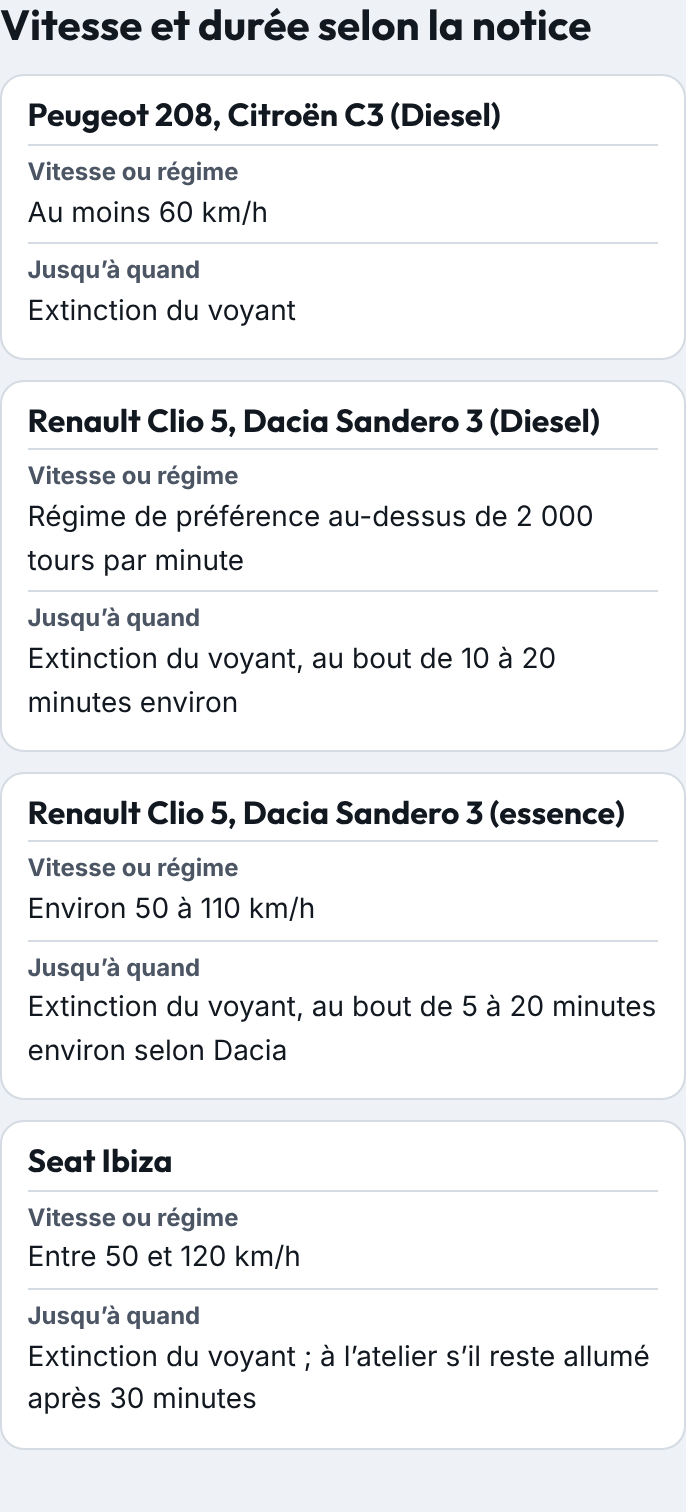 Vitesse et durée selon la notice
Peugeot 208, Citroën C3 (Diesel)
Vitesse ou régime
Au moins 60 km/h
Jusqu’à quand
Extinction du voyant
Renault Clio 5, Dacia Sandero 3 (Diesel)
Vitesse ou régime
Régime de préférence au-dessus de 2 000
tours par minute
Jusqu’à quand
Extinction du voyant, au bout de 10 à 20
minutes environ
Renault Clio 5, Dacia Sandero 3 (essence)
Vitesse ou régime
Environ 50 à 110 km/h
Jusqu’à quand
Extinction du voyant, au bout de 5 à 20 minutes
environ selon Dacia
Seat Ibiza
Vitesse ou régime
Entre 50 et 120 km/h
Jusqu’à quand
Extinction du voyant ; à l’atelier s’il reste allumé
après 30 minutes